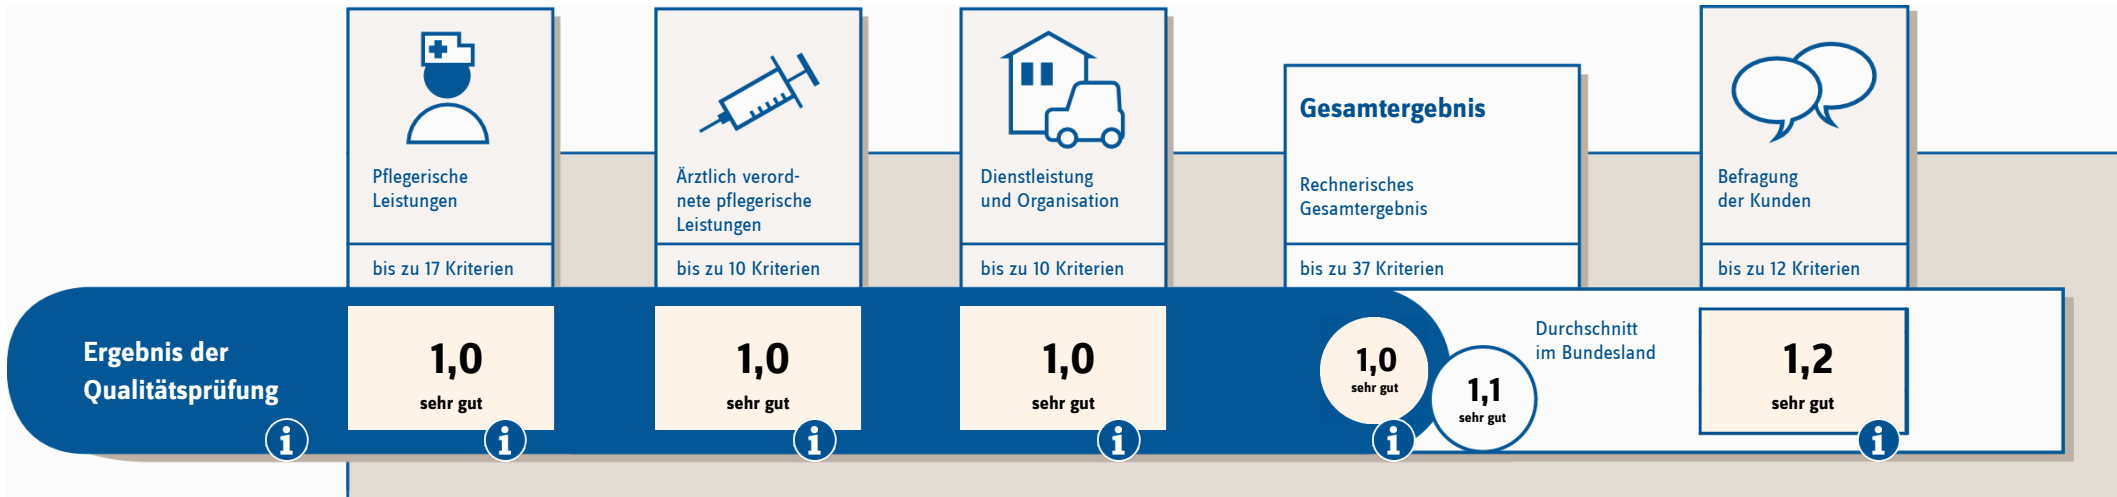 Pflegerische
Leistungen
bis zu 17 Kriterien
Ärztlich verord-
nete pflegerische
Leistungen
bis zu 10 Kriterien
Dienstleistung
und Organisation
bis zu 10 Kriterien
Gesamtergebnis
Rechnerisches
Gesamtergebnis
bis zu 37 Kriterien
Befragung
der Kunden
bis zu 12 Kriterien
Ergebnis der
Qualitätsprüfung
i
1,0
sehr gut
i
1,0
sehr gut
i
1,0
sehr gut
i
1,0
sehr gut
i
1,1
sehr gut
Durchschnitt
im Bundesland
1,2
sehr gut
i